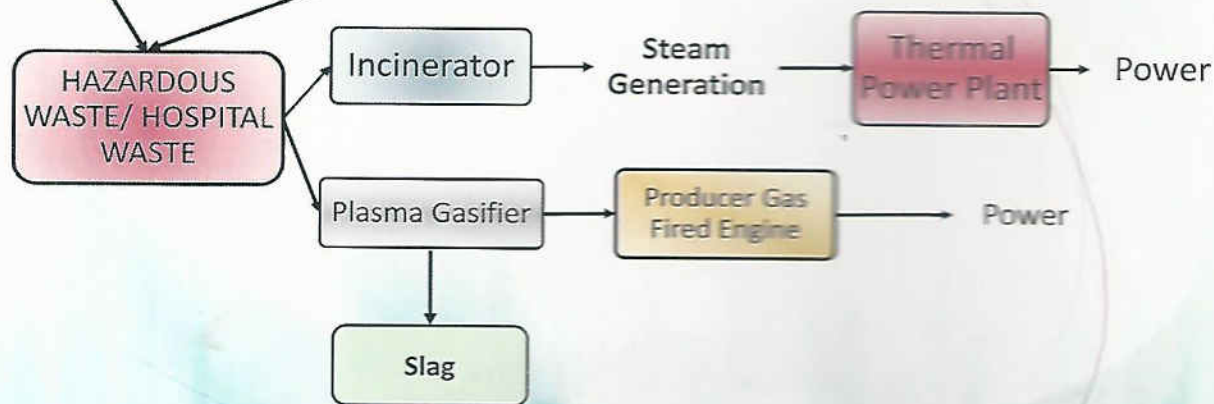 HAZARDOUS
WASTE/ HOSPITAL
WASTE
Incinerator
Steam
Generation
Thermal
Power Plant
Power
Plasma Gasifier
Producer Gas
Fired Engine
Power
Slag